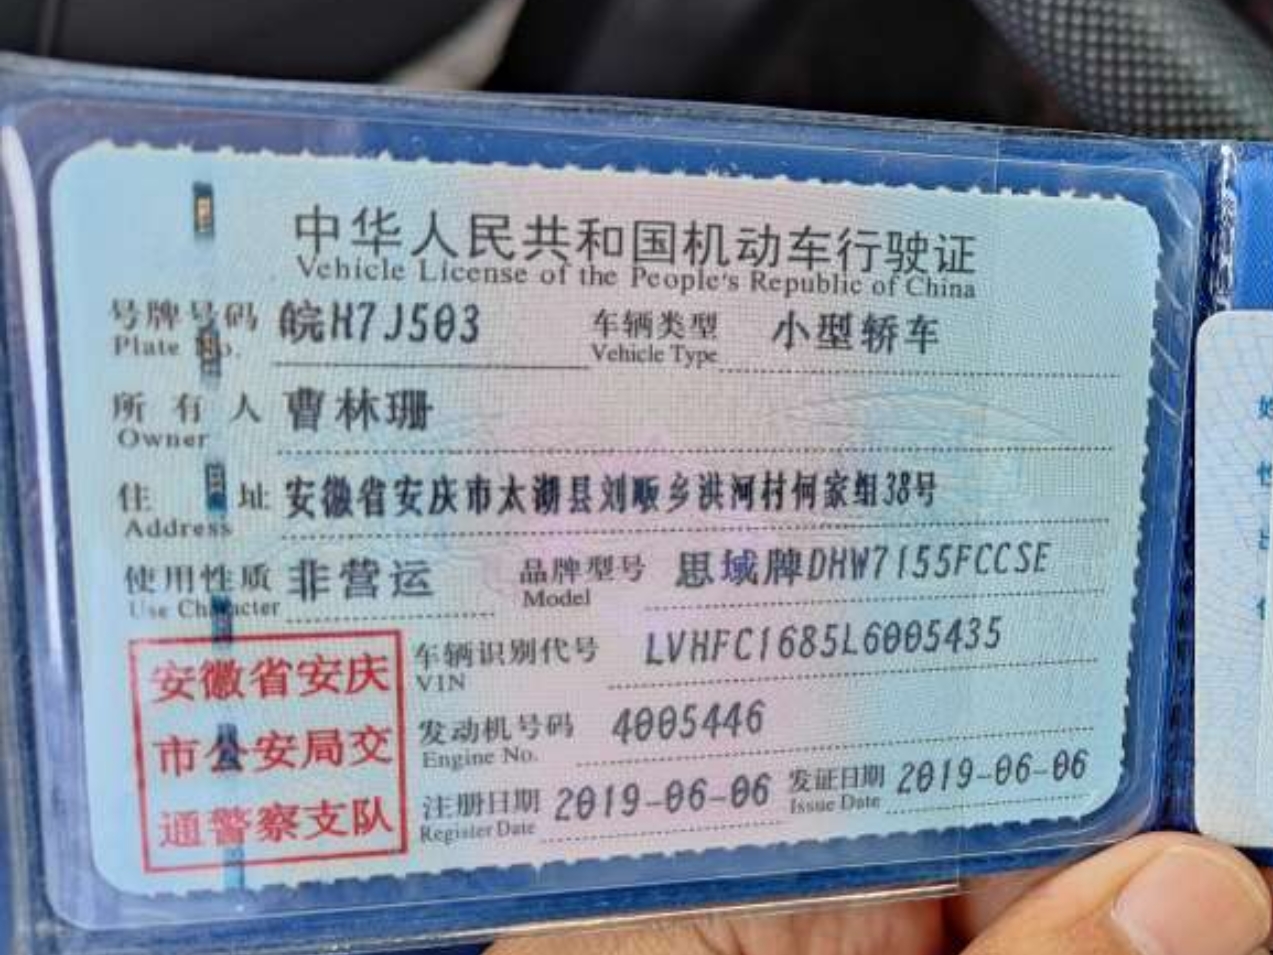 中华人民共和国机动车行驶证
Vehicle License of the People's Republic of China
号牌号码 皖H7J503 车辆类型 小型轿车
Plate No. Vehicle Type
所有人 曹林珊
Owner
住址 安徽省安庆市太湖县刘畈乡洪河村何家组38号
Address
使用性质 非营运 品牌型号 思域牌DHW7155FCCSE
Use Character Model
安徽省安庆
市公安局交
通警察支队
车辆识别代号 LVHFC1685L6005435
VIN
发动机号码 4005446
Engine No.
注册日期 2019-06-06 发证日期 2019-06-06
Register Date Issue Date